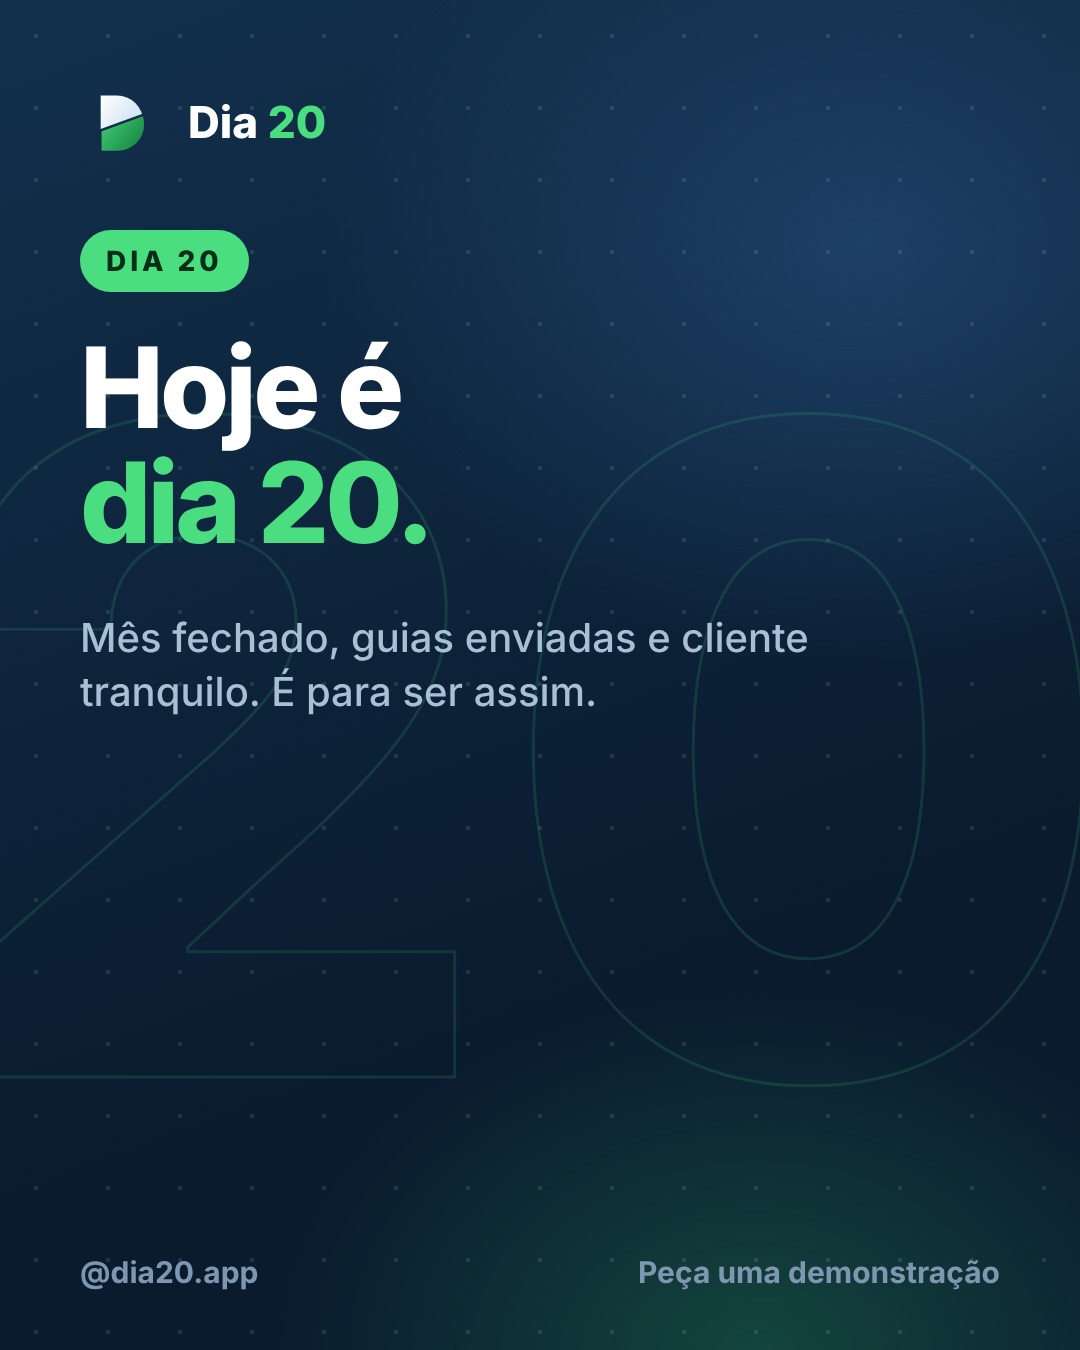 Dia 20
DIA 20
Hoje é
dia 20.
Mês fechado, guias enviadas e cliente
tranquilo. É para ser assim.
20
@dia20.app
Peça uma demonstração